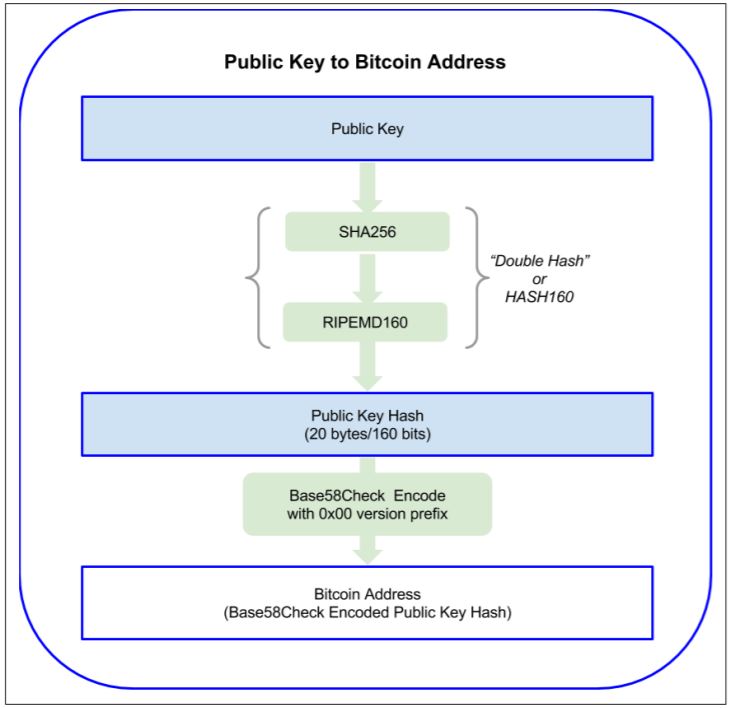 Public Key to Bitcoin Address
Public Key
SHA256
“Double Hash”
or
HASH160
RIPEMD160
Public Key Hash
(20 bytes/160 bits)
Base58Check Encode
with 0x00 version prefix
Bitcoin Address
(Base58Check Encoded Public Key Hash)